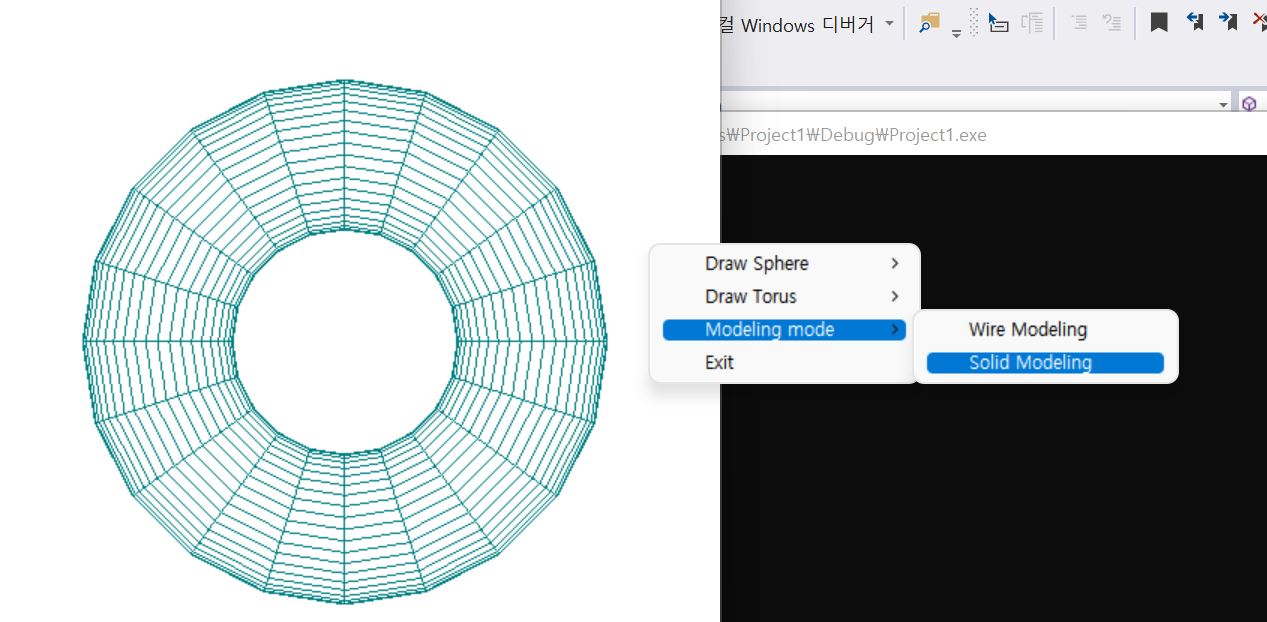 컬 Windows 디버거
s₩Project1₩Debug₩Project1.exe
Draw Sphere
Draw Torus
Modeling mode
Exit
Wire Modeling
Solid Modeling